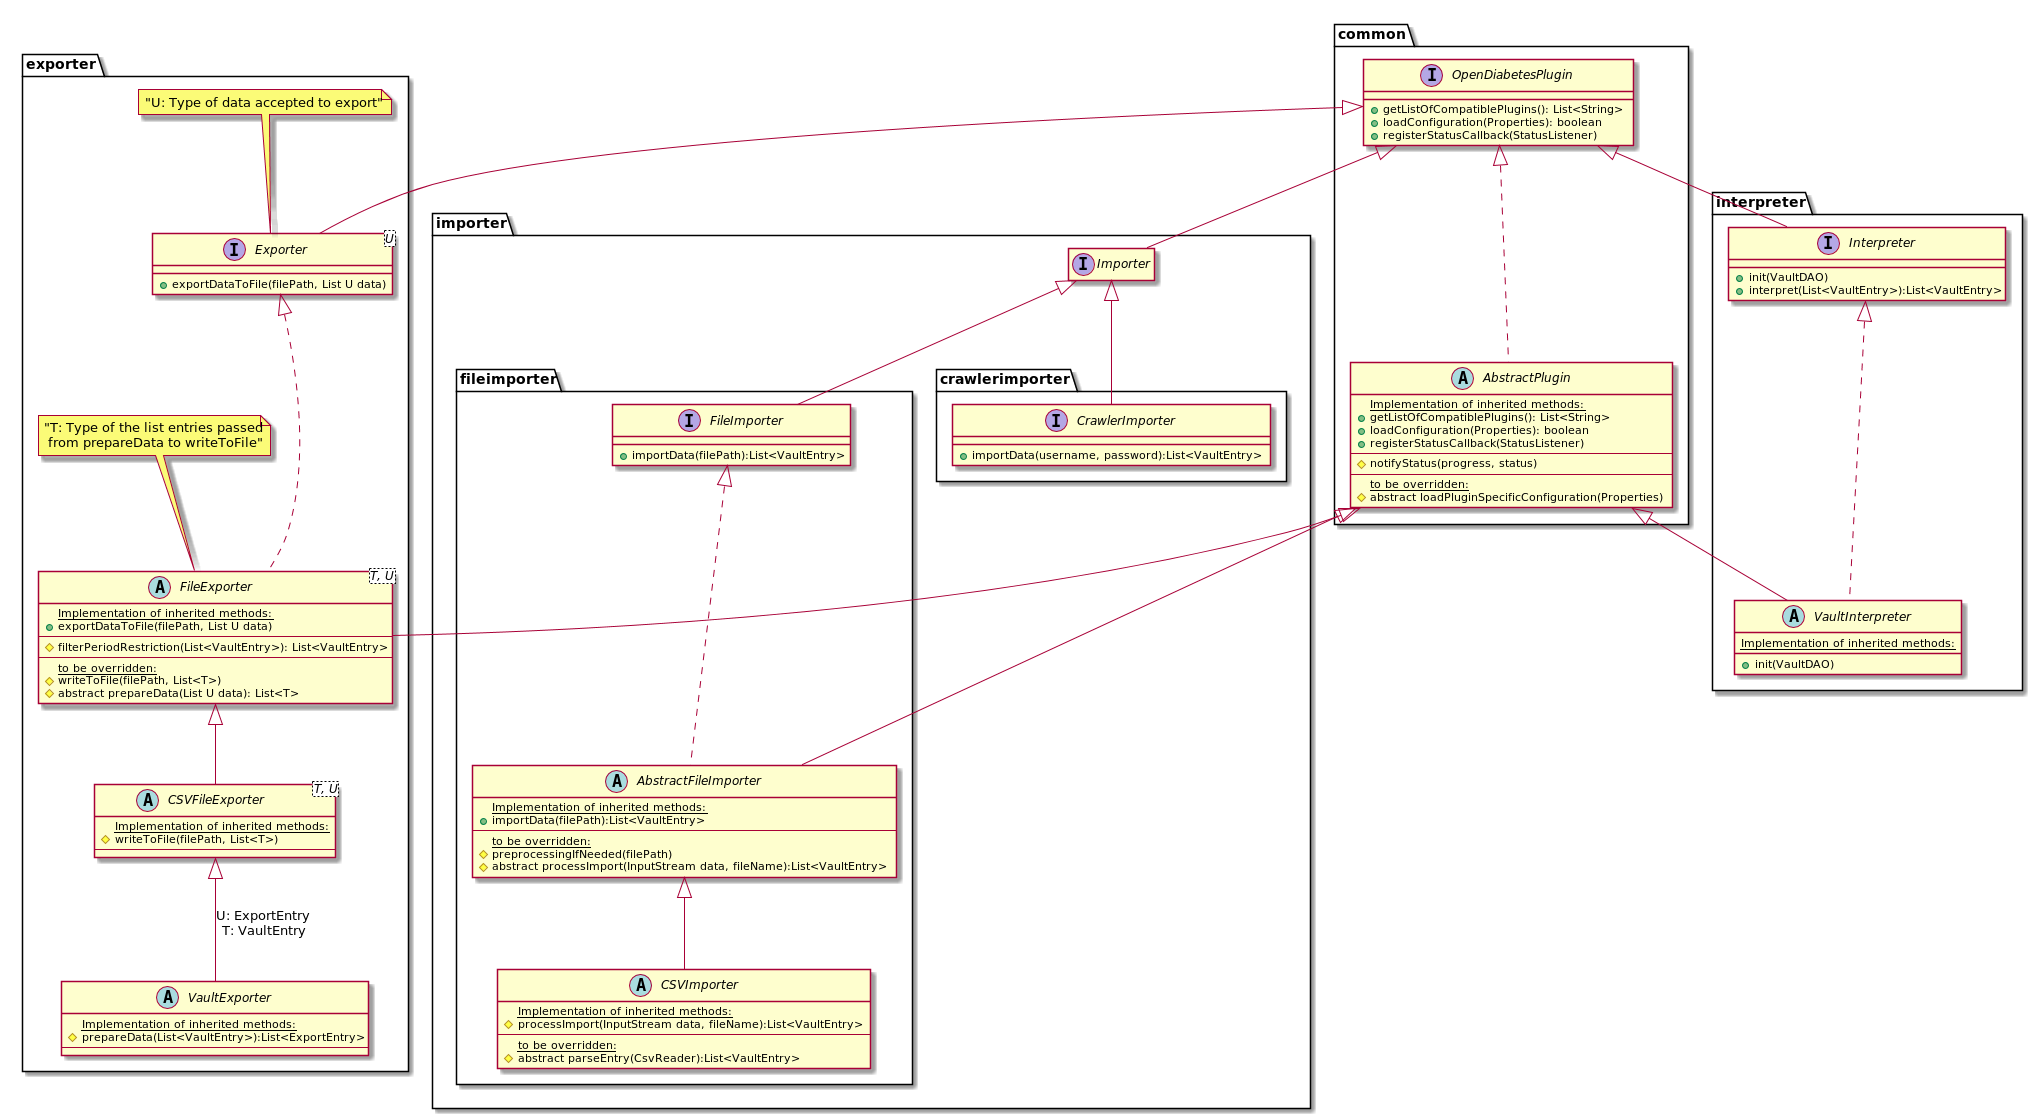 exporter
"U: Type of data accepted to export"
I Exporter
U
exportDataToFile(filePath, List U data)
"T: Type of the list entries passed
from prepareData to writeToFile"
A FileExporter
T, U
Implementation of inherited methods:
exportDataToFile(filePath, List U data)
filterPeriodRestriction(List<VaultEntry>): List<VaultEntry>
to be overridden:
writeToFile(filePath, List<T>)
abstract prepareData(List U data): List<T>
A CSVFileExporter
T, U
Implementation of inherited methods:
writeToFile(filePath, List<T>)
U: ExportEntry
T: VaultEntry
A VaultExporter
Implementation of inherited methods:
prepareData(List<VaultEntry>):List<ExportEntry>
importer
I Importer
fileimporter
I FileImporter
importData(filePath):List<VaultEntry>
A AbstractFileImporter
Implementation of inherited methods:
importData(filePath):List<VaultEntry>
to be overridden:
preprocessingIfNeeded(filePath)
abstract processImport(InputStream data, fileName):List<VaultEntry>
A CSVImporter
Implementation of inherited methods:
processImport(InputStream data, fileName):List<VaultEntry>
to be overridden:
abstract parseEntry(CsvReader):List<VaultEntry>
crawlerimporter
I CrawlerImporter
importData(username, password):List<VaultEntry>
common
I OpenDiabetesPlugin
getListOfCompatiblePlugins(): List<String>
loadConfiguration(Properties): boolean
registerStatusCallback(StatusListener)
A AbstractPlugin
Implementation of inherited methods:
getListOfCompatiblePlugins(): List<String>
loadConfiguration(Properties): boolean
registerStatusCallback(StatusListener)
notifyStatus(progress, status)
to be overridden:
abstract loadPluginSpecificConfiguration(Properties)
interpreter
I Interpreter
init(VaultDAO)
interpret(List<VaultEntry>):List<VaultEntry>
A VaultInterpreter
Implementation of inherited methods:
init(VaultDAO)